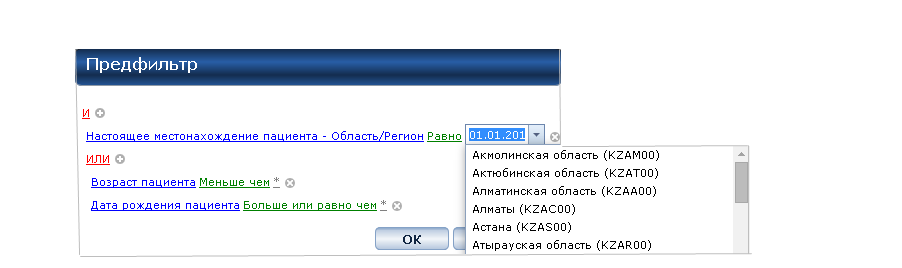 Предфильтр
И
Настоящее местонахождение пациента - Область/Регион Равно 01.01.201
Акмолинская область (KZAM00)
ИЛИ
Актюбинская область (KZAT00)
Возраст пациента Меньше чем *
Алматинская область (KZAA00)
Дата рождения пациента Больше или равно чем *
Алматы (KZAC00)
Астана (KZAS00)
Атырауская область (KZAR00)
ОК